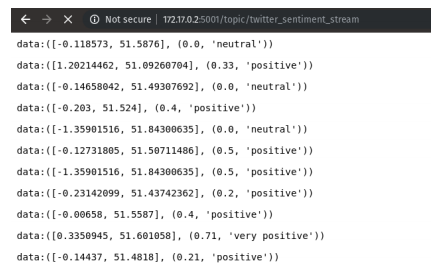 Not secure | 172.17.0.2:5001/topic/twitter_sentiment_stream
data:([-0.118573, 51.5876], (0.0, 'neutral'))
data:([1.20214462, 51.09260704], (0.33, 'positive'))
data:([-0.14658042, 51.49307692], (0.0, 'neutral'))
data:([-0.203, 51.524], (0.4, 'positive'))
data:([-1.35901516, 51.84300635], (0.0, 'neutral'))
data:([-0.12731805, 51.50711486], (0.5, 'positive'))
data:([-1.35901516, 51.84300635], (0.5, 'positive'))
data:([-0.23142099, 51.43742362], (0.2, 'positive'))
data:([-0.00658, 51.5587], (0.4, 'positive'))
data:([0.3350945, 51.601058], (0.71, 'very positive'))
data:([-0.14437, 51.4818], (0.21, 'positive'))